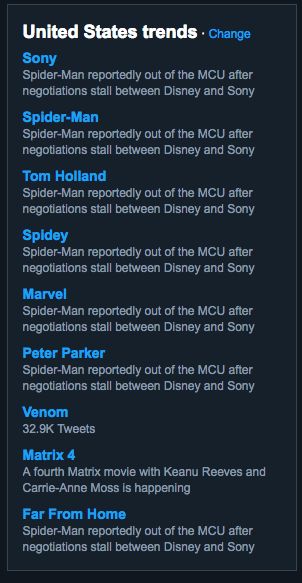 United States trends · Change
Sony
Spider-Man reportedly out of the MCU after
negotiations stall between Disney and Sony
Spider-Man
Spider-Man reportedly out of the MCU after
negotiations stall between Disney and Sony
Tom Holland
Spider-Man reportedly out of the MCU after
negotiations stall between Disney and Sony
Spidey
Spider-Man reportedly out of the MCU after
negotiations stall between Disney and Sony
Marvel
Spider-Man reportedly out of the MCU after
negotiations stall between Disney and Sony
Peter Parker
Spider-Man reportedly out of the MCU after
negotiations stall between Disney and Sony
Venom
32.9K Tweets
Matrix 4
A fourth Matrix movie with Keanu Reeves and
Carrie-Anne Moss is happening
Far From Home
Spider-Man reportedly out of the MCU after
negotiations stall between Disney and Sony